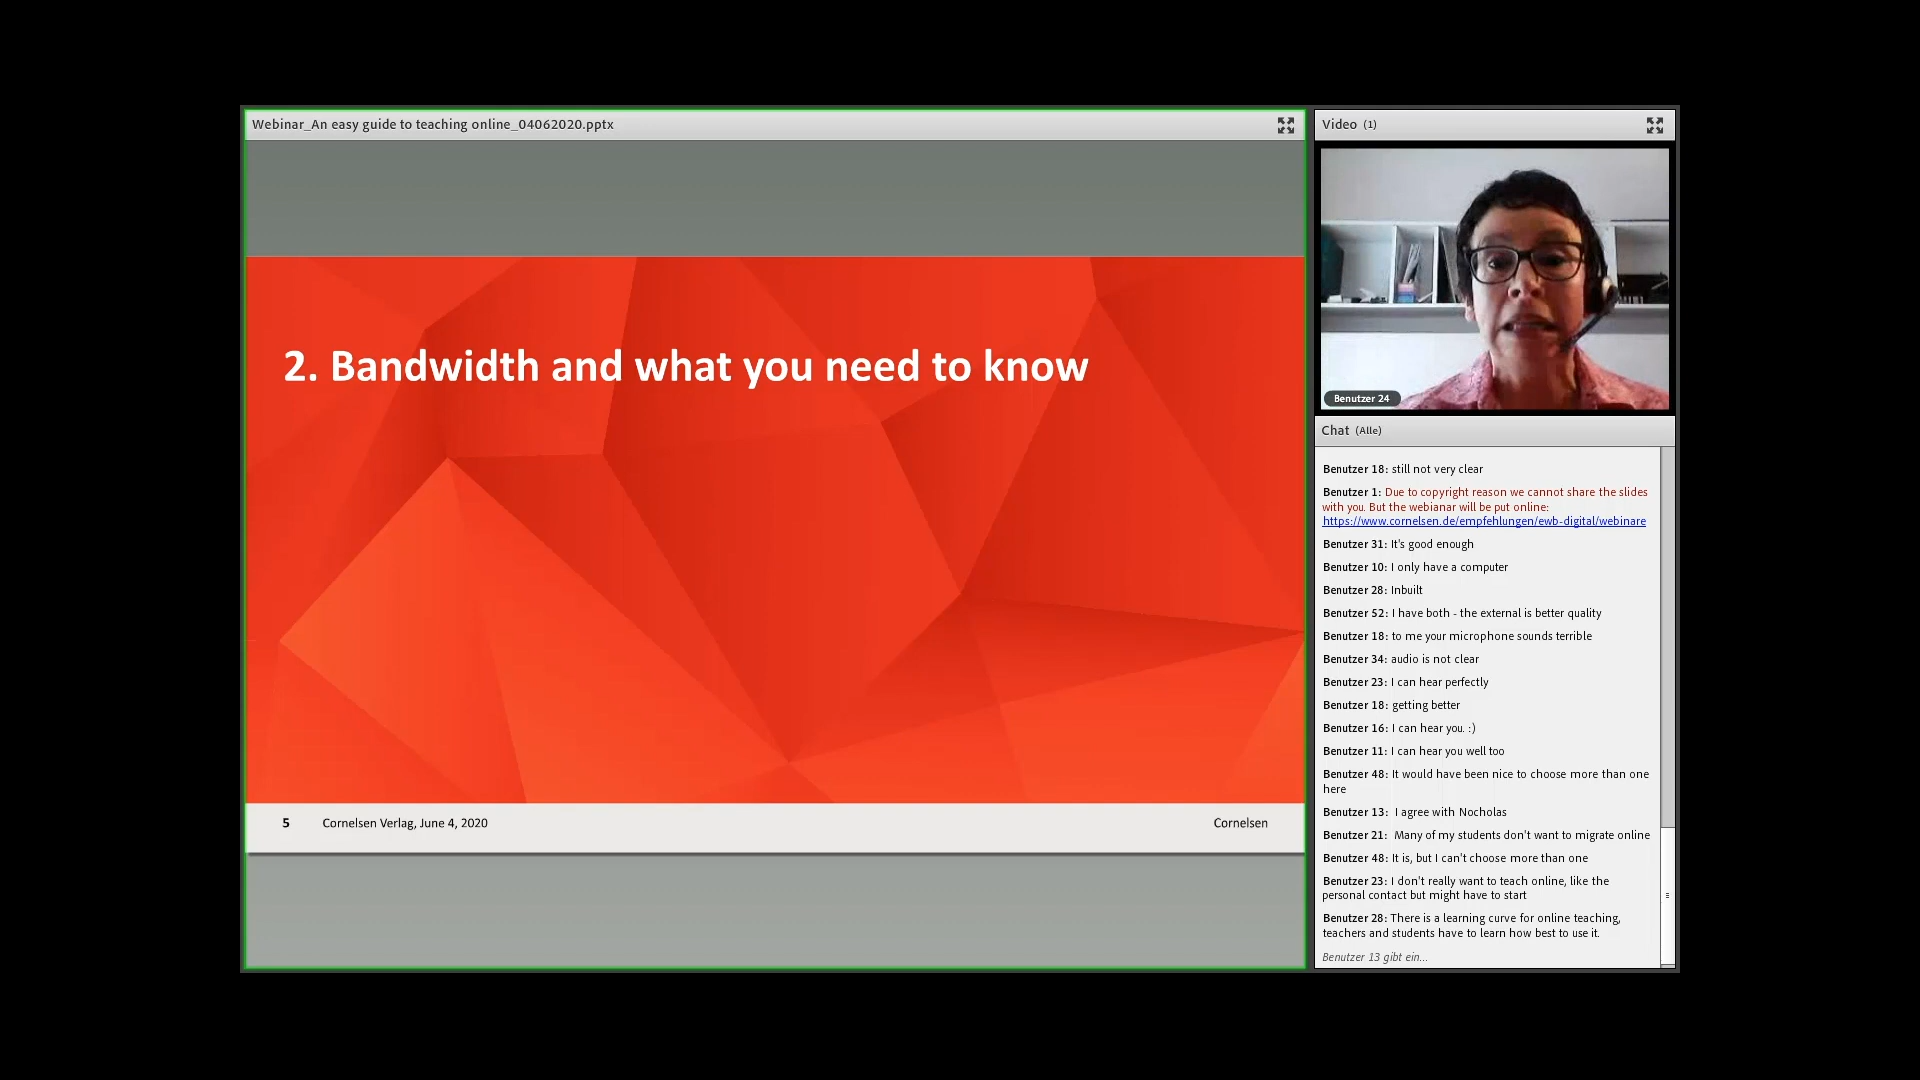 Webinar_An easy guide to teaching online_04062020.pptx
2. Bandwidth and what you need to know
5 Cornelsen Verlag, June 4, 2020 Cornelsen
Video (1)
Benutzer 24
Chat (Alle)
Benutzer 18: still not very clear
Benutzer 1: Due to copyright reason we cannot share the slides
with you. But the webianar will be put online:
https://www.cornelsen.de/empfehlungen/ewb-digital/webinare
Benutzer 31: It's good enough
Benutzer 10: I only have a computer
Benutzer 28: Inbuilt
Benutzer 52: I have both - the external is better quality
Benutzer 18: to me your microphone sounds terrible
Benutzer 34: audio is not clear
Benutzer 23: I can hear perfectly
Benutzer 18: getting better
Benutzer 16: I can hear you. :)
Benutzer 11: I can hear you well too
Benutzer 48: It would have been nice to choose more than one
here
Benutzer 13: I agree with Nocholas
Benutzer 21: Many of my students don't want to migrate online
Benutzer 48: It is, but I can't choose more than one
Benutzer 23: I don't really want to teach online, like the
personal contact but might have to start
Benutzer 28: There is a learning curve for online teaching,
teachers and students have to learn how best to use it.
Benutzer 13 gibt ein...